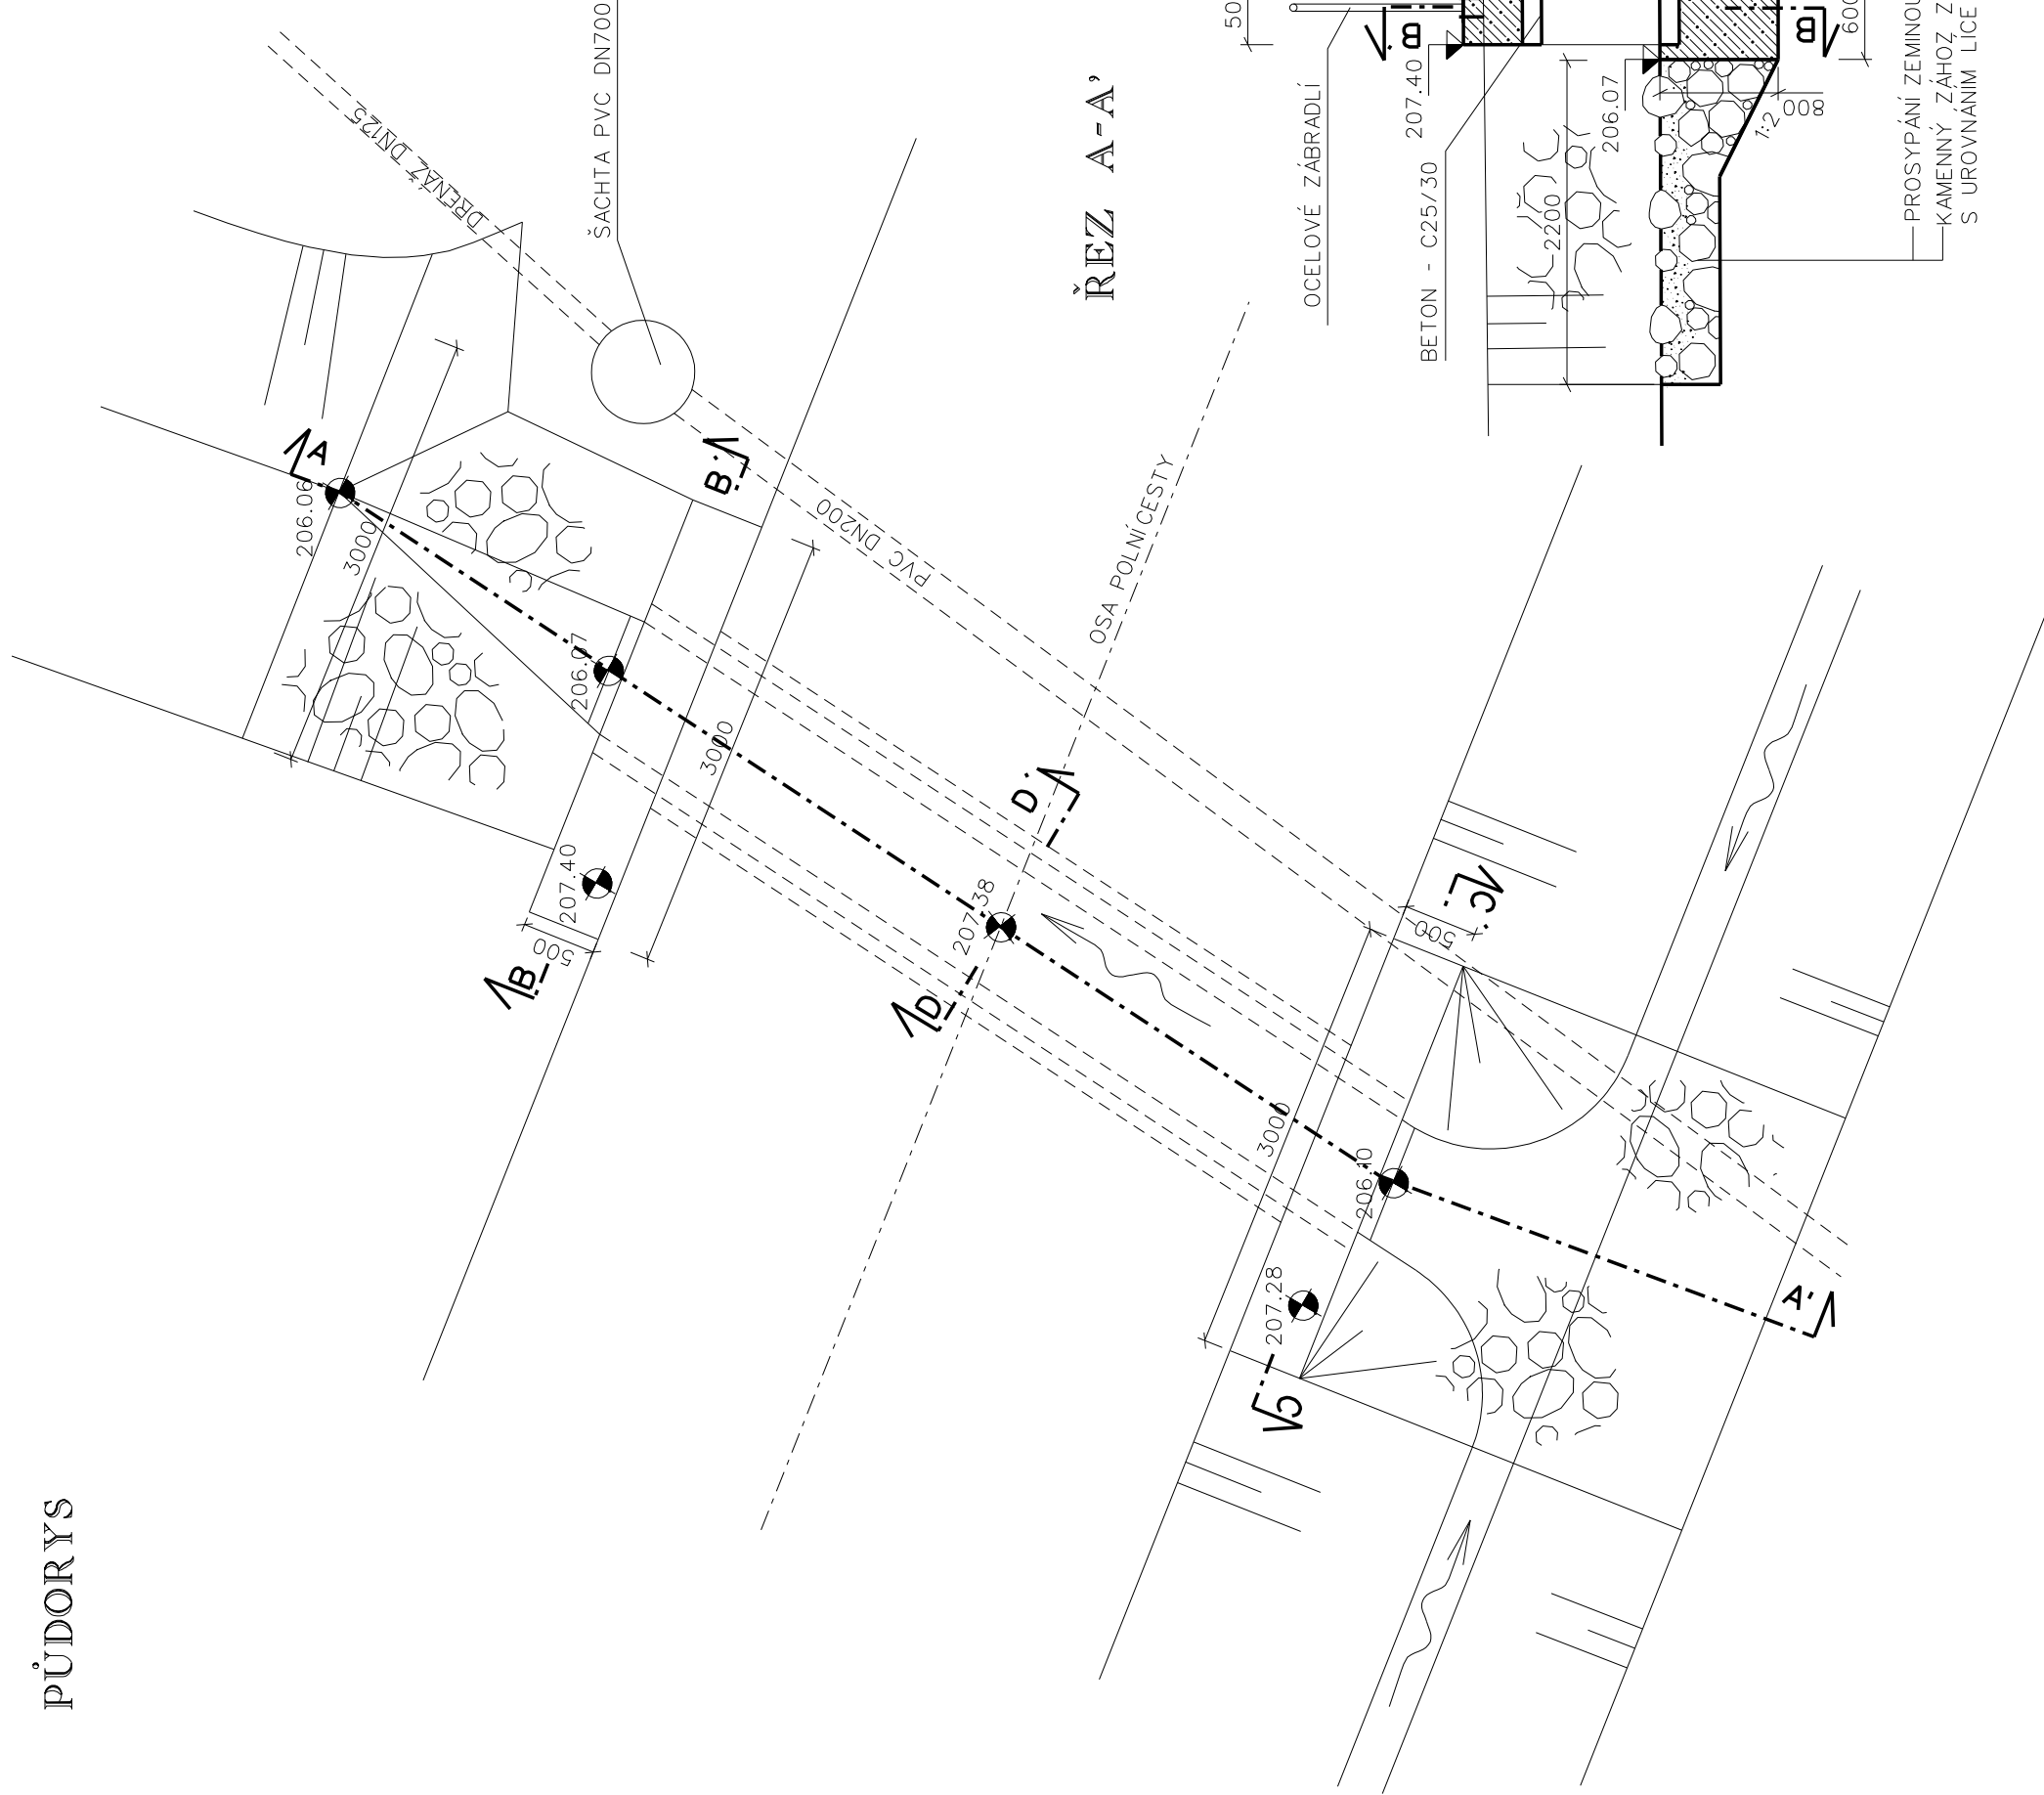 PŮDORYS
DRENÁŽ DN125
ŠACHTA PVC DN700
A
206.06
3000
B'
PVC DN200
206.07
3000
OSA POLNÍ CESTY
207.40
500
B
D'
207.38
D
C'
500
3000
206.10
207.28
C
A'
ŘEZ A-A'
50
OCELOVÉ ZÁBRADLÍ
B'
207.40
BETON - C25/30
2200
206.07
1:2
800
B
600
PROSYPÁNÍ ZEMINOU
KAMENNÝ ZÁHOZ Z
S UROVNÁNÍM LÍCE